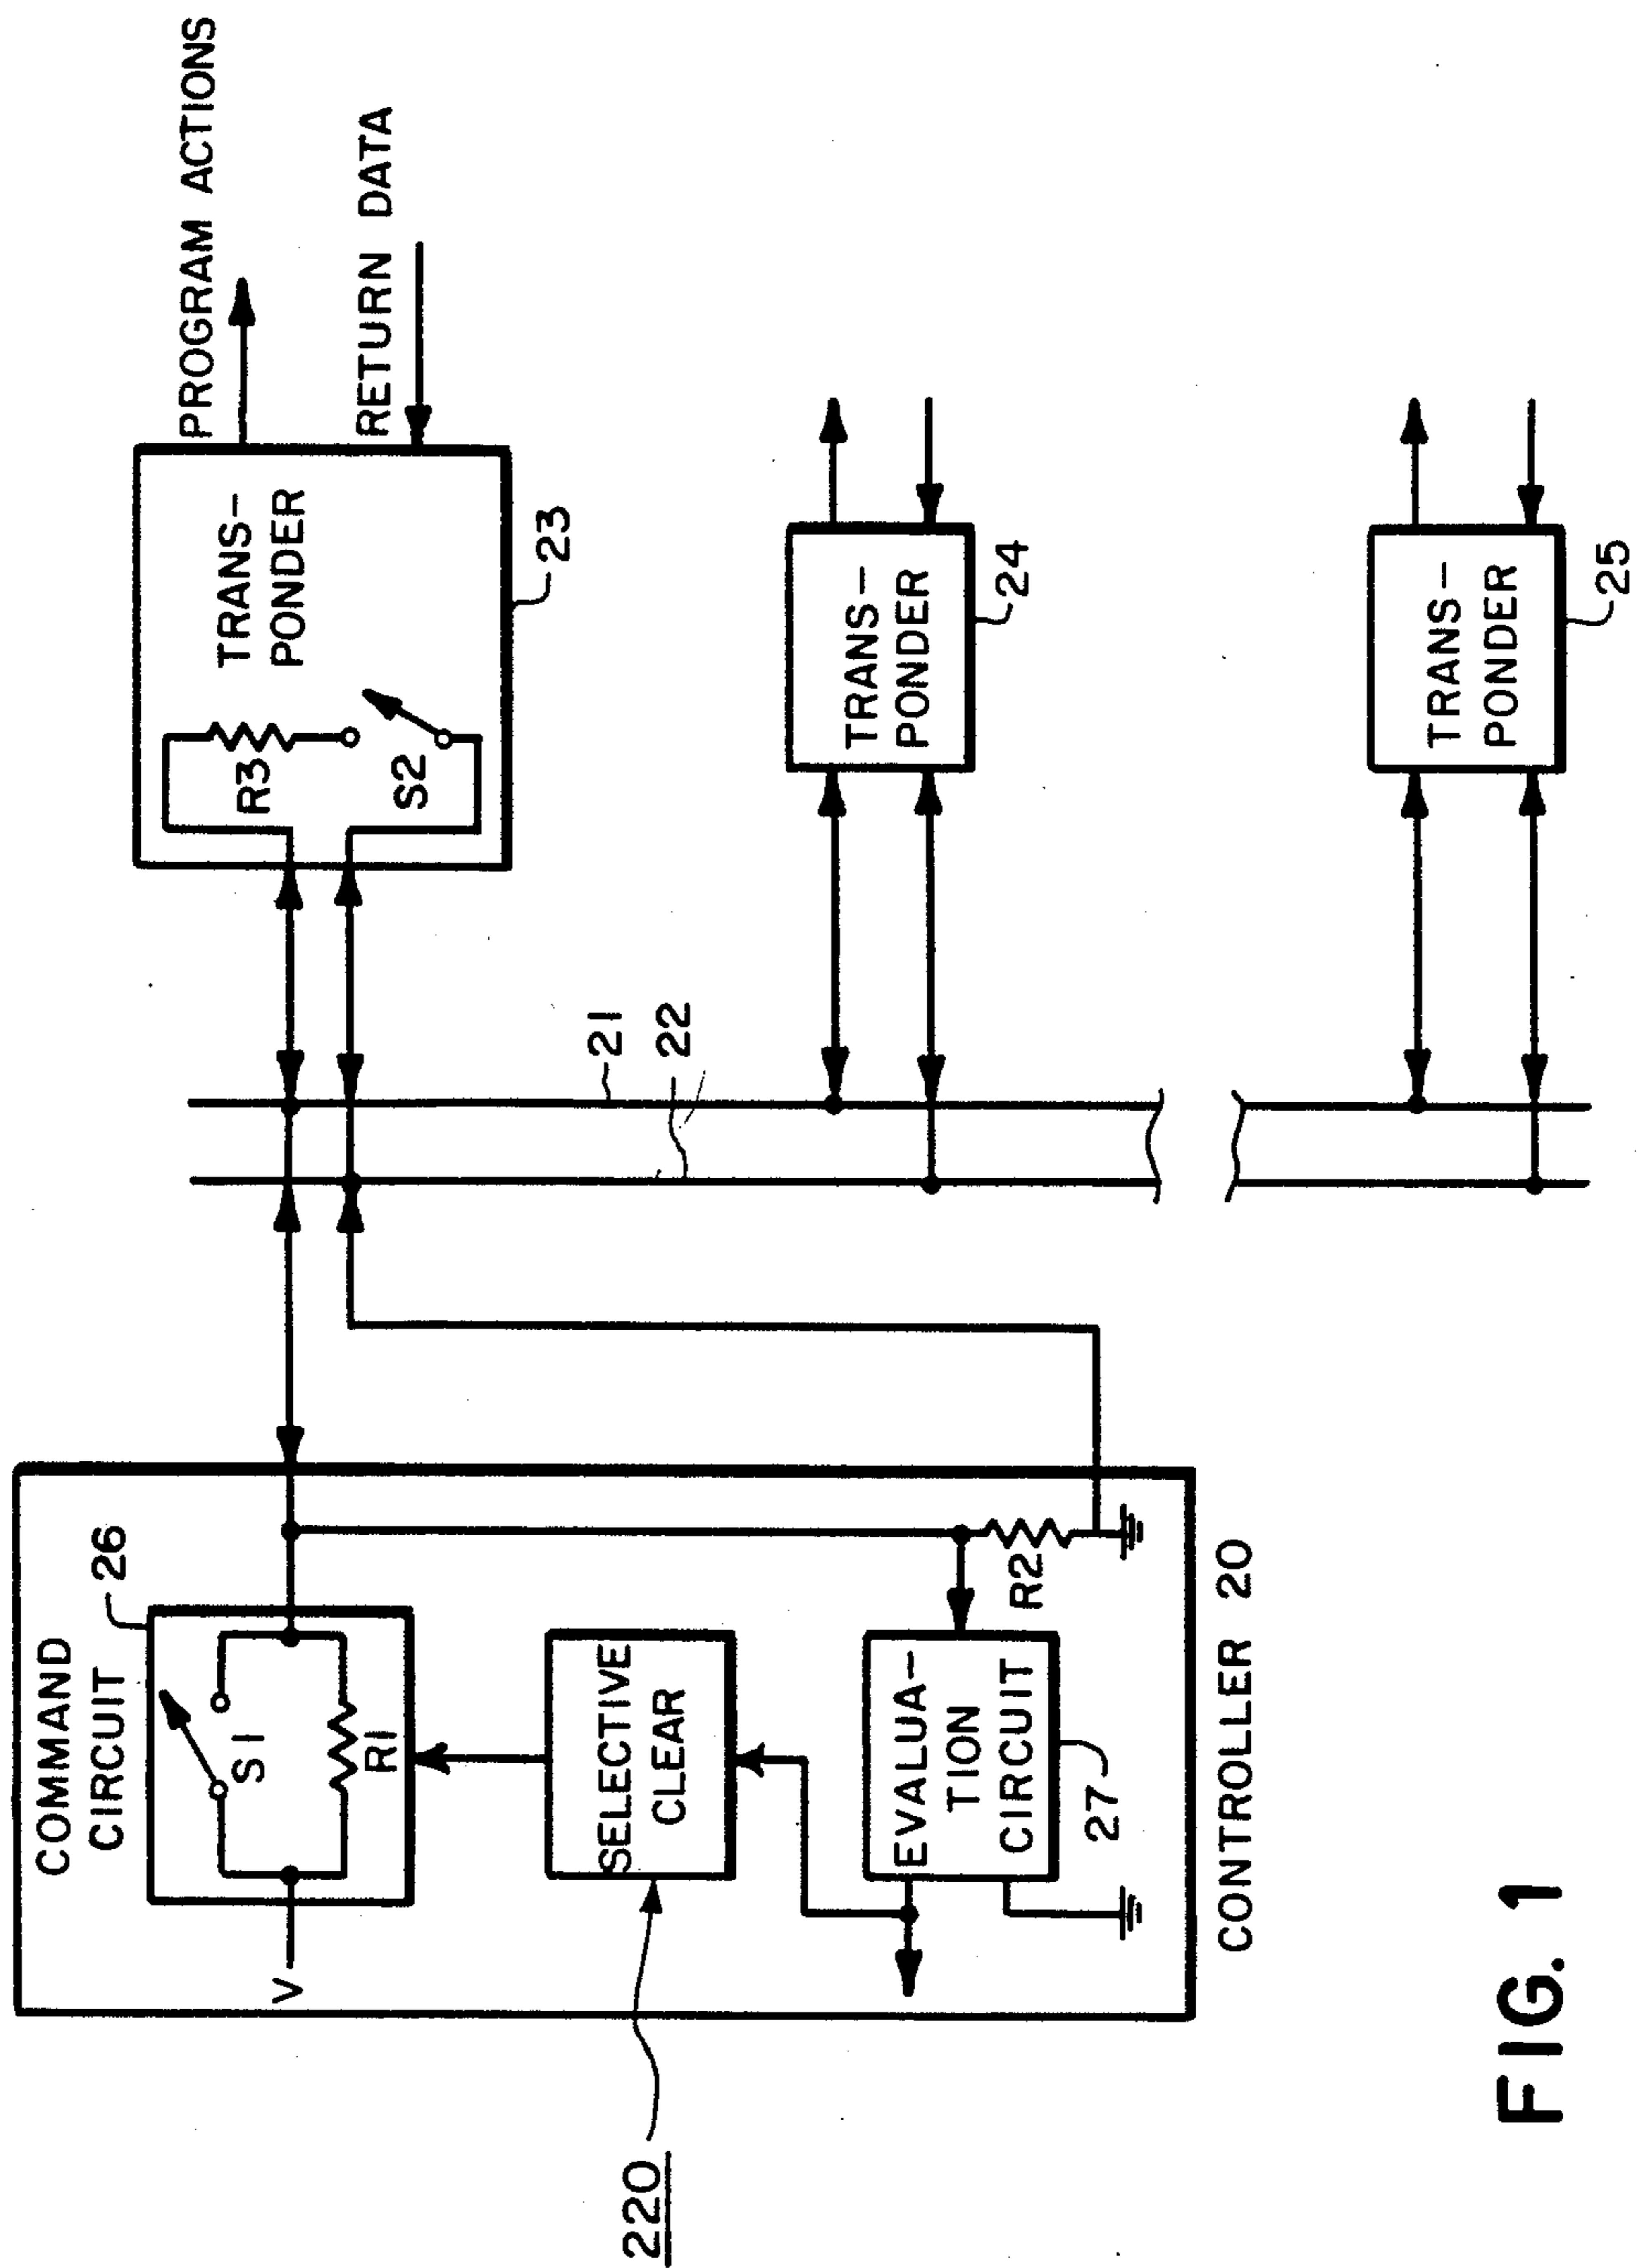 COMMAND
CIRCUIT
26
V
S1
R1
SELECTIVE
CLEAR
220
EVALUA-
TION
CIRCUIT
27
R2
CONTROLLER 20
21
22
TRANS-
PONDER
R3
S2
23
PROGRAM ACTIONS
RETURN DATA
TRANS-
PONDER
24
TRANS-
PONDER
25
FIG. 1